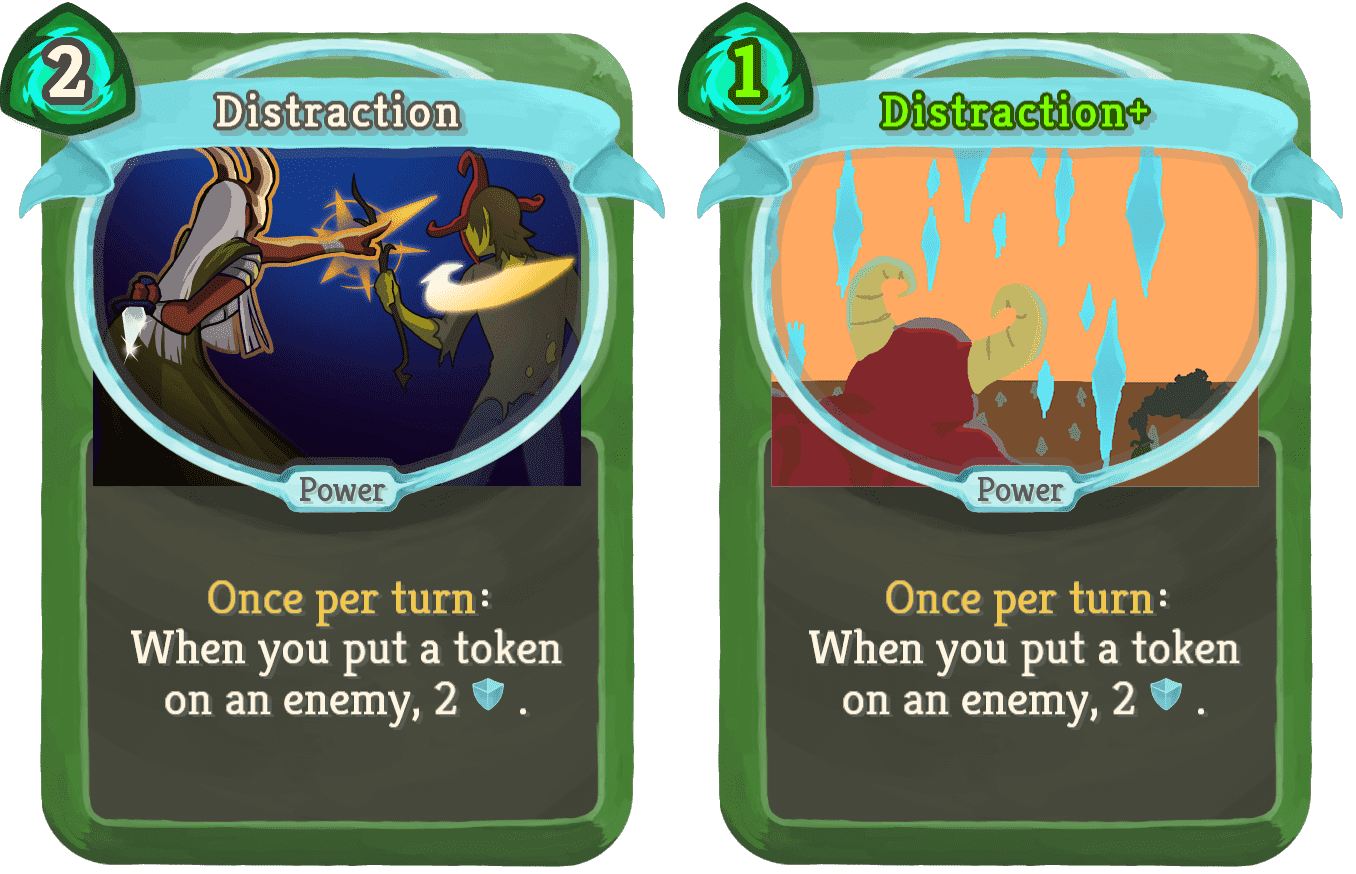 2
Distraction
Power
Once per turn:
When you put a token
on an enemy, 2 .
1
Distraction+
Power
Once per turn:
When you put a token
on an enemy, 2 .